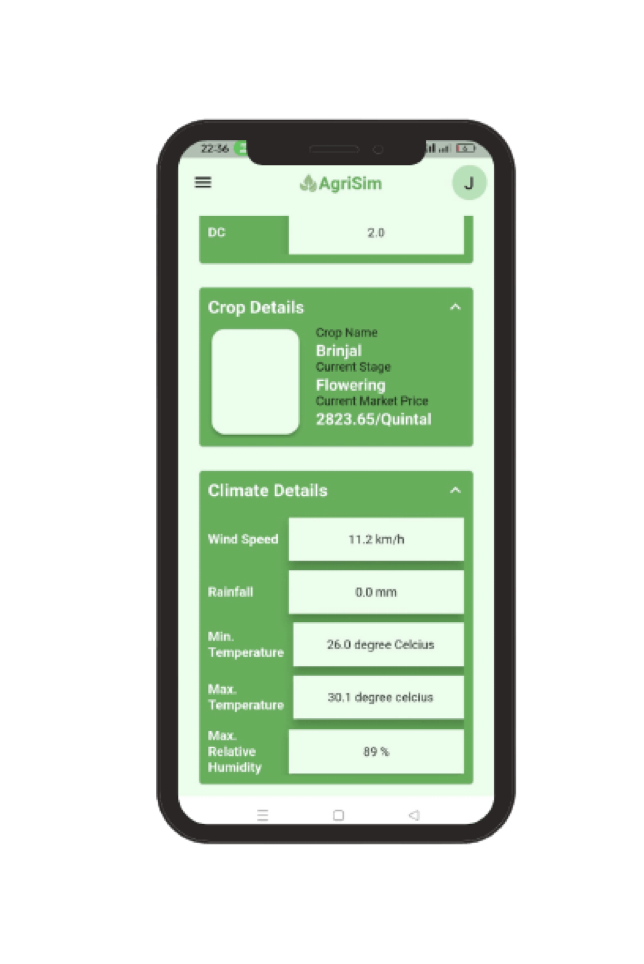 22:56
6
AgriSim
J
DC
2.0
Crop Details
Crop Name
Brinjal
Current Stage
Flowering
Current Market Price
2823.65/Quintal
Climate Details
Wind Speed
11.2 km/h
Rainfall
0.0 mm
Min.
Temperature
26.0 degree Celcius
Max.
Temperature
30.1 degree celcius
Max.
Relative
Humidity
89 %